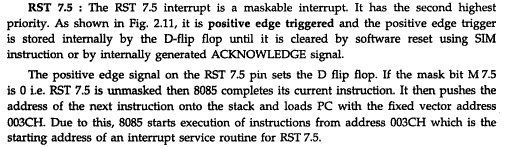 RST 7.5 : The RST 7.5 interrupt is a maskable interrupt. It has the second highest
priority. As shown in Fig. 2.11, it is positive edge triggered and the positive edge trigger
is stored internally by the D-flip flop until it is cleared by software reset using SIM
instruction or by internally generated ACKNOWLEDGE signal.
The positive edge signal on the RST 7.5 pin sets the D flip flop. If the mask bit M 7.5
is 0 i.e. RST 7.5 is unmasked then 8085 completes its current instruction. It then pushes the
address of the next instruction onto the stack and loads PC with the fixed vector address
003CH. Due to this, 8085 starts execution of instructions from address 003CH which is the
starting address of an interrupt service routine for RST 7.5.